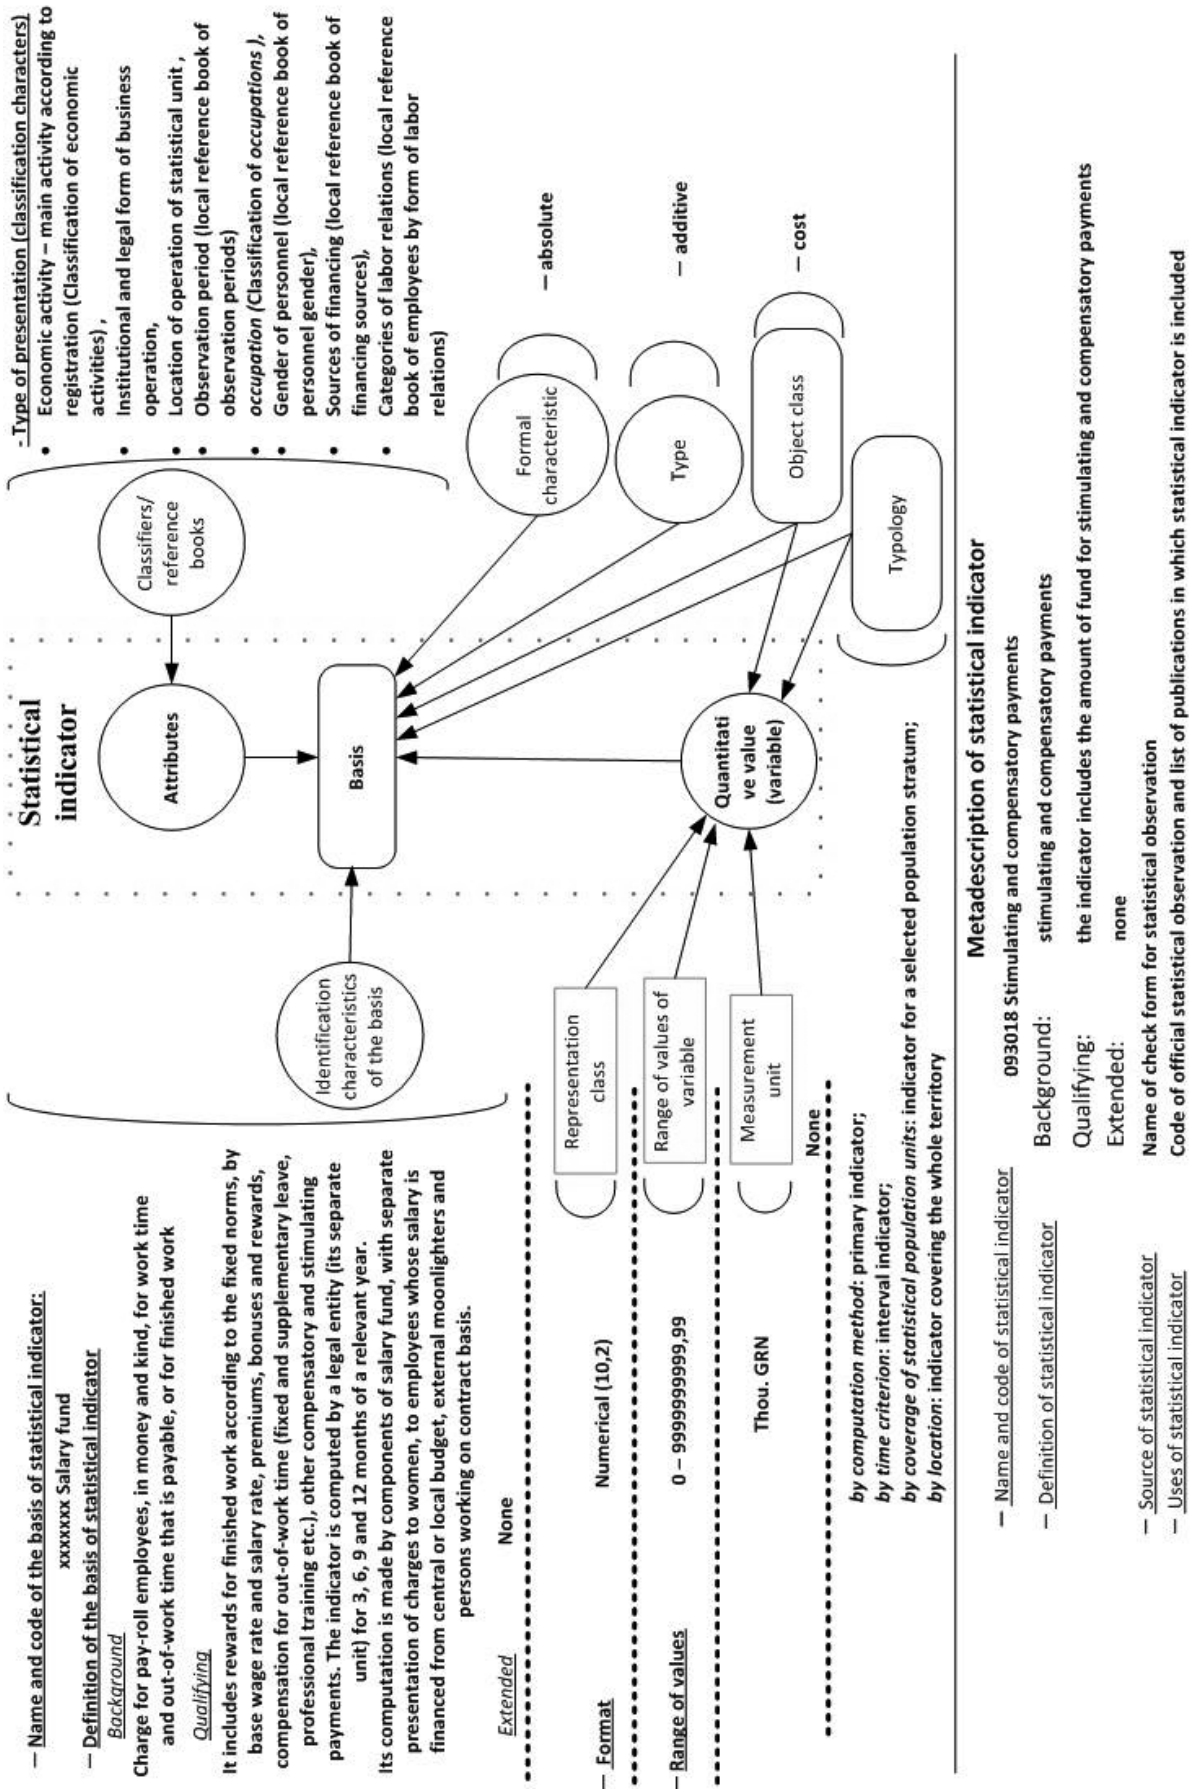 — Name and code of the basis of statistical indicator:
xxxxxxx Salary fund
— Definition of the basis of statistical indicator
Background
Charge for pay-roll employees, in money and kind, for work time
and out-of-work time that is payable, or for finished work
Qualifying
It includes rewards for finished work according to the fixed norms, by
base wage rate and salary rate, premiums, bonuses and rewards,
compensation for out-of-work time (fixed and supplementary leave,
professional training etc.), other compensatory and stimulating
payments. The indicator is computed by a legal entity (its separate
unit) for 3, 6, 9 and 12 months of a relevant year.
Its computation is made by components of salary fund, with separate
presentation of charges to women, to employees whose salary is
financed from central or local budget, external moonlighters and
persons working on contract basis.
Extended None
Identification
characteristics
of the basis
Statistical
indicator
Attributes
Basis
Quantitati
ve value
(variable)
Classifiers/
reference
books
- Type of presentation (classification characters)
• Economic activity – main activity according to
registration (Classification of economic
activities) ,
• Institutional and legal form of business
operation,
• Location of operation of statistical unit ,
• Observation period (local reference book of
observation periods)
• occupation (Classification of occupations ),
• Gender of personnel (local reference book of
personnel gender),
• Sources of financing (local reference book of
financing sources),
• Categories of labor relations (local reference
book of employees by form of labor
relations)
Formal
characteristic
— absolute
Type
— additive
Object class
— cost
Typology
— Format
Numerical (10,2)
Representation
class
— Range of values
0 – 9999999999,99
Range of values of
variable
Thou. GRN
Measurement
unit
None
by computation method: primary indicator;
by time criterion: interval indicator;
by coverage of statistical population units: indicator for a selected population stratum;
by location: indicator covering the whole territory
Metadescription of statistical indicator
— Name and code of statistical indicator 093018 Stimulating and compensatory payments
— Definition of statistical indicator Background: stimulating and compensatory payments
Qualifying: the indicator includes the amount of fund for stimulating and compensatory payments
Extended: none
— Source of statistical indicator Name of check form for statistical observation
— Uses of statistical indicator Code of official statistical observation and list of publications in which statistical indicator is included